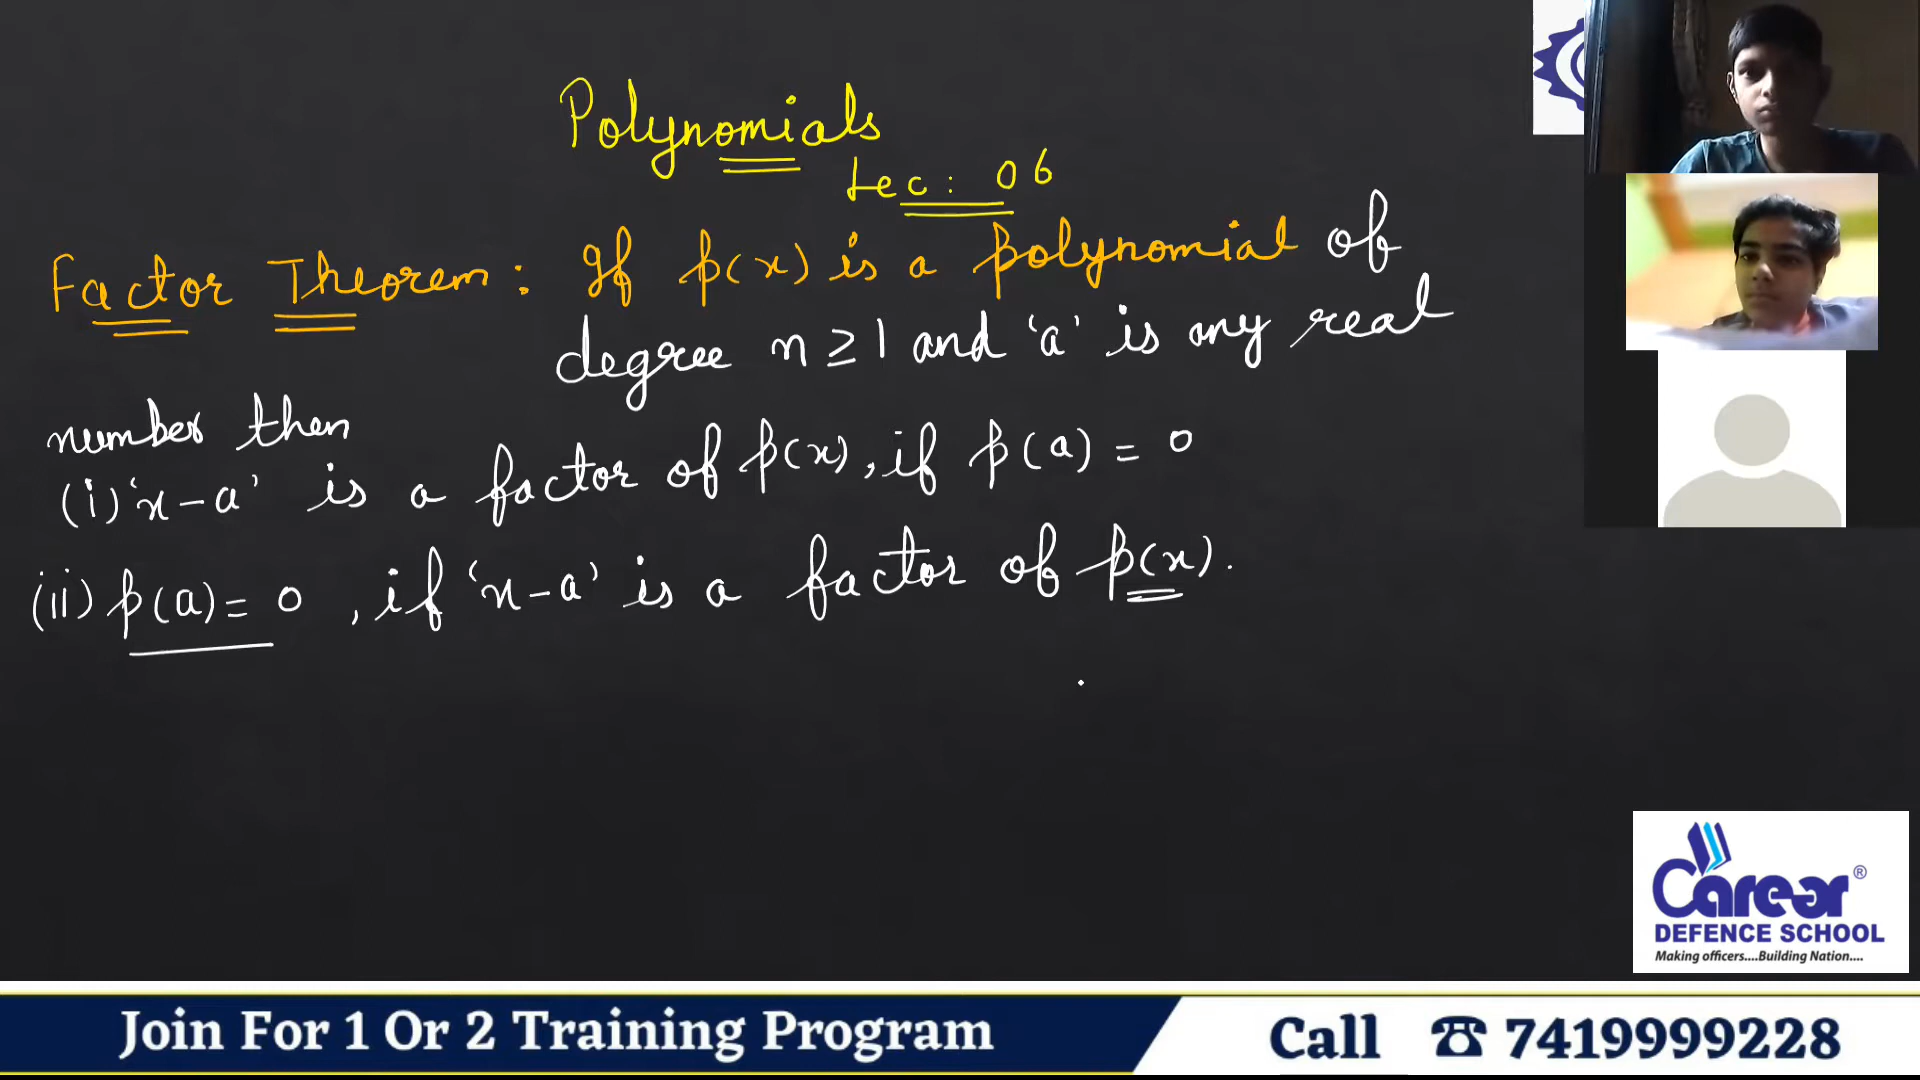 Polynomials
Lec: 06
Factor Theorem: If p(x) is a polynomial of
degree n ≥ 1 and 'a' is any real
number then
(i) 'x-a' is a factor of p(x), if p(a) = 0
(ii) p(a) = 0, if 'x-a' is a factor of p(x).
Career®
DEFENCE SCHOOL
Making officers....Building Nation....
Join For 1 Or 2 Training Program
Call ☎ 7419999228